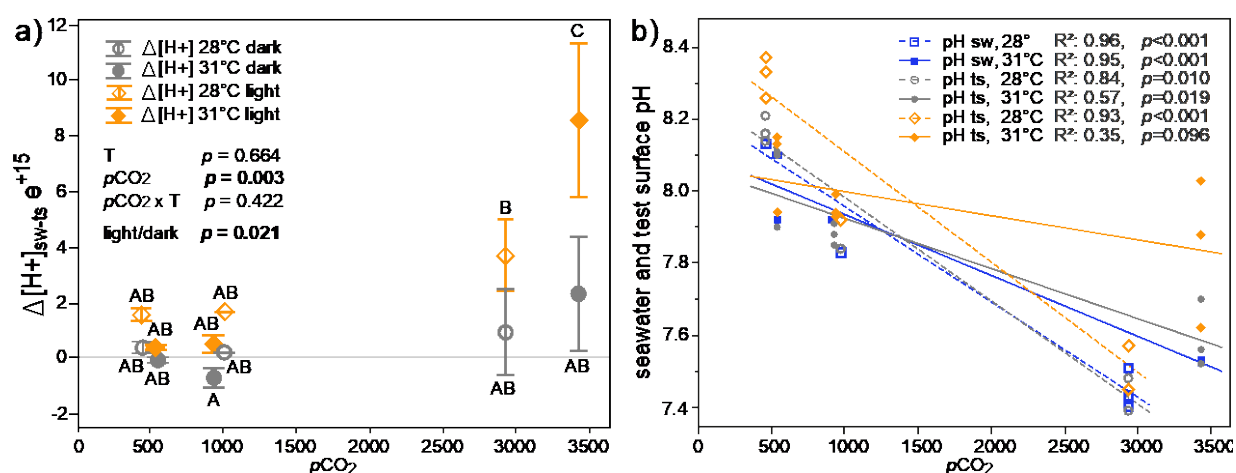 a)
12
10
8
6
4
2
0
-2
Δ [H+]sw-ts e+15
Δ[H+] 28°C dark
Δ[H+] 31°C dark
Δ[H+] 28°C light
Δ[H+] 31°C light
T p = 0.664
pCO2 p = 0.003
pCO2 x T p = 0.422
light/dark p = 0.021
AB
AB
AB
AB
AB
AB
AB
A
B
AB
C
AB
0 500 1000 1500 2000 2500 3000 3500
pCO2
b)
8.4
8.2
8.0
7.8
7.6
7.4
seawater and test surface pH
pH sw, 28° R²: 0.96, p<0.001
pH sw, 31°C R²: 0.95, p<0.001
pH ts, 28°C R²: 0.84, p=0.010
pH ts, 31°C R²: 0.57, p=0.019
pH ts, 28°C R²: 0.93, p<0.001
pH ts, 31°C R²: 0.35, p=0.096
0 500 1000 1500 2000 2500 3000 3500
pCO2